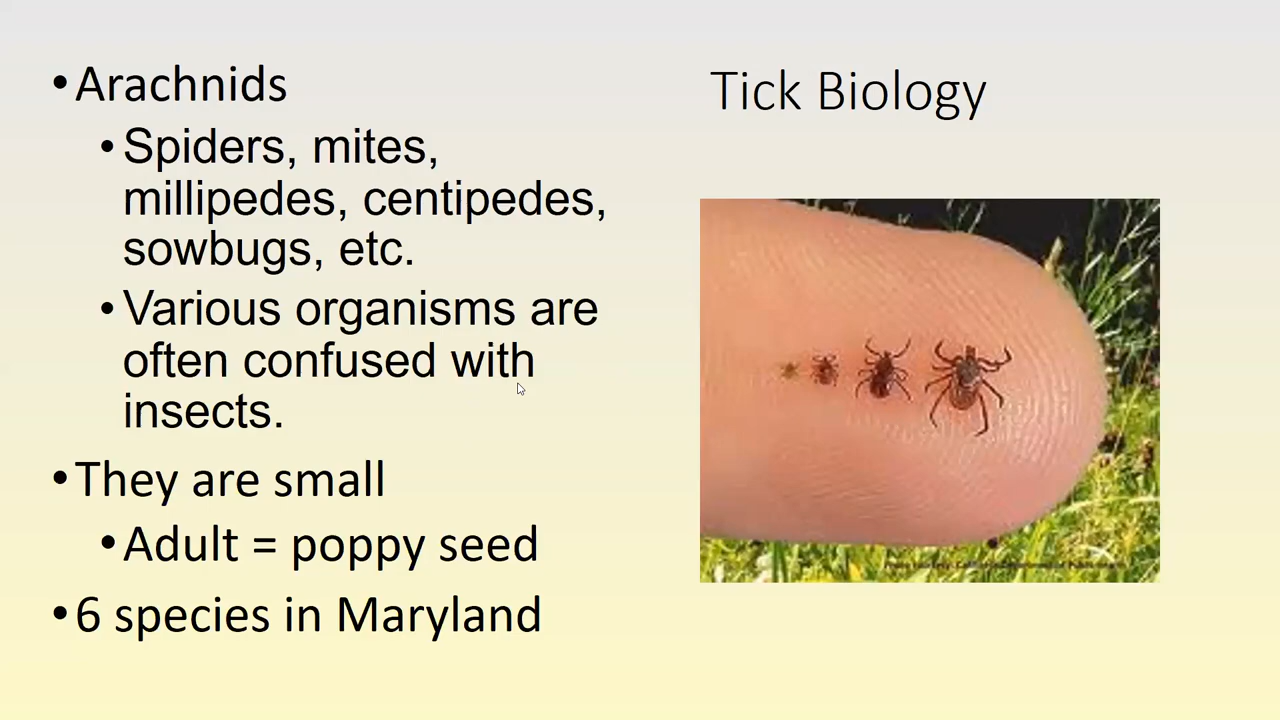 Tick Biology
•Arachnids
•Spiders, mites,
millipedes, centipedes,
sowbugs, etc.
•Various organisms are
often confused with
insects.
•They are small
•Adult = poppy seed
•6 species in Maryland